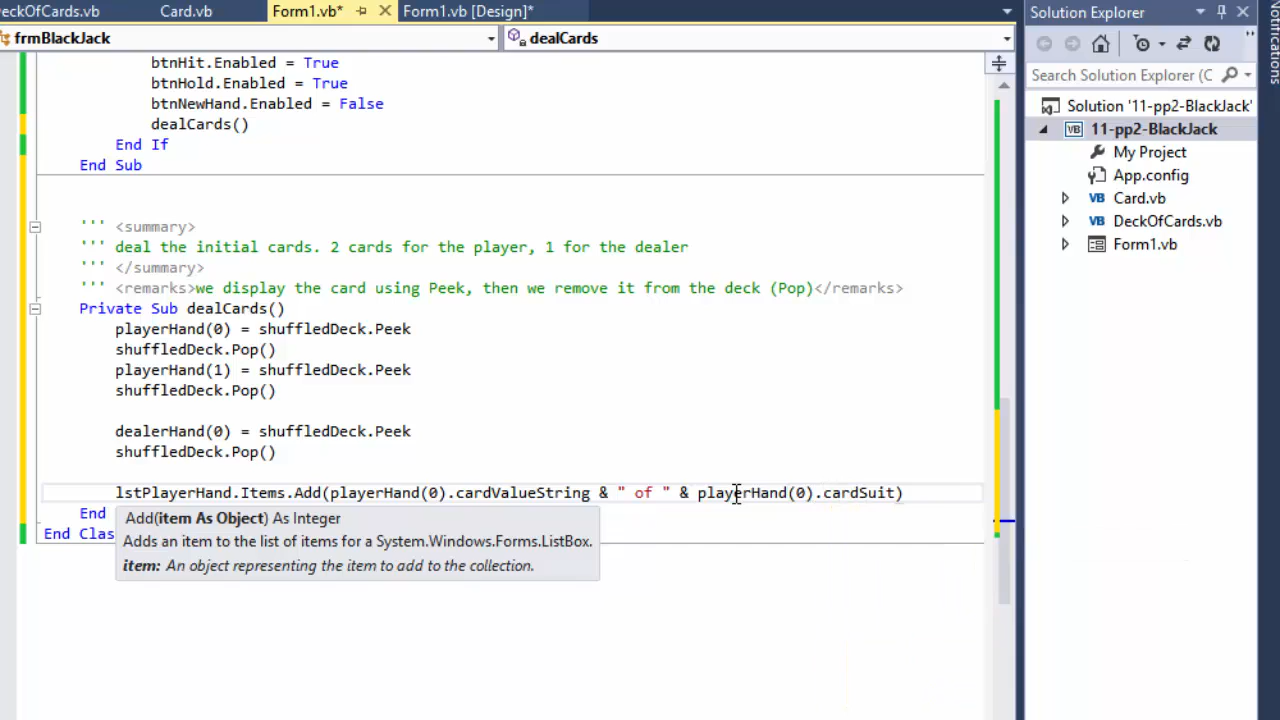 DeckOfCards.vb Card.vb Form1.vb* Form1.vb [Design]*
frmBlackJack dealCards
btnHit.Enabled = True
btnHold.Enabled = True
btnNewHand.Enabled = False
dealCards()
End If
End Sub
''' <summary>
''' deal the initial cards. 2 cards for the player, 1 for the dealer
''' </summary>
''' <remarks>we display the card using Peek, then we remove it from the deck (Pop)</remarks>
Private Sub dealCards()
playerHand(0) = shuffledDeck.Peek
shuffledDeck.Pop()
playerHand(1) = shuffledDeck.Peek
shuffledDeck.Pop()
dealerHand(0) = shuffledDeck.Peek
shuffledDeck.Pop()
lstPlayerHand.Items.Add(playerHand(0).cardValueString & " of " & playerHand(0).cardSuit)
End
End Clas
Add(item As Object) As Integer
Adds an item to the list of items for a System.Windows.Forms.ListBox.
item: An object representing the item to add to the collection.
Solution Explorer
Search Solution Explorer (C
Solution '11-pp2-BlackJack'
VB 11-pp2-BlackJack
My Project
App.config
VB Card.vb
VB DeckOfCards.vb
Form1.vb
Notifications